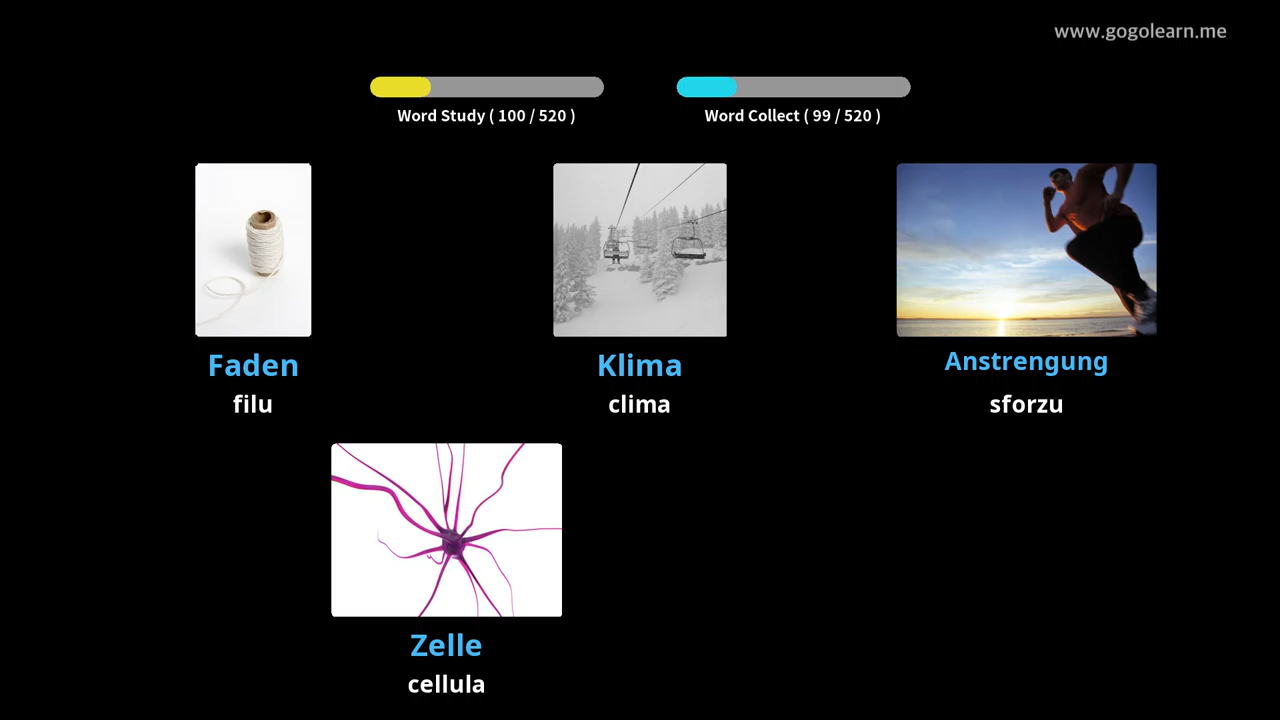 www.gogolearn.me
Word Study ( 100 / 520 )
Word Collect ( 99 / 520 )
Faden
filu
Klima
clima
Anstrengung
sforzu
Zelle
cellula